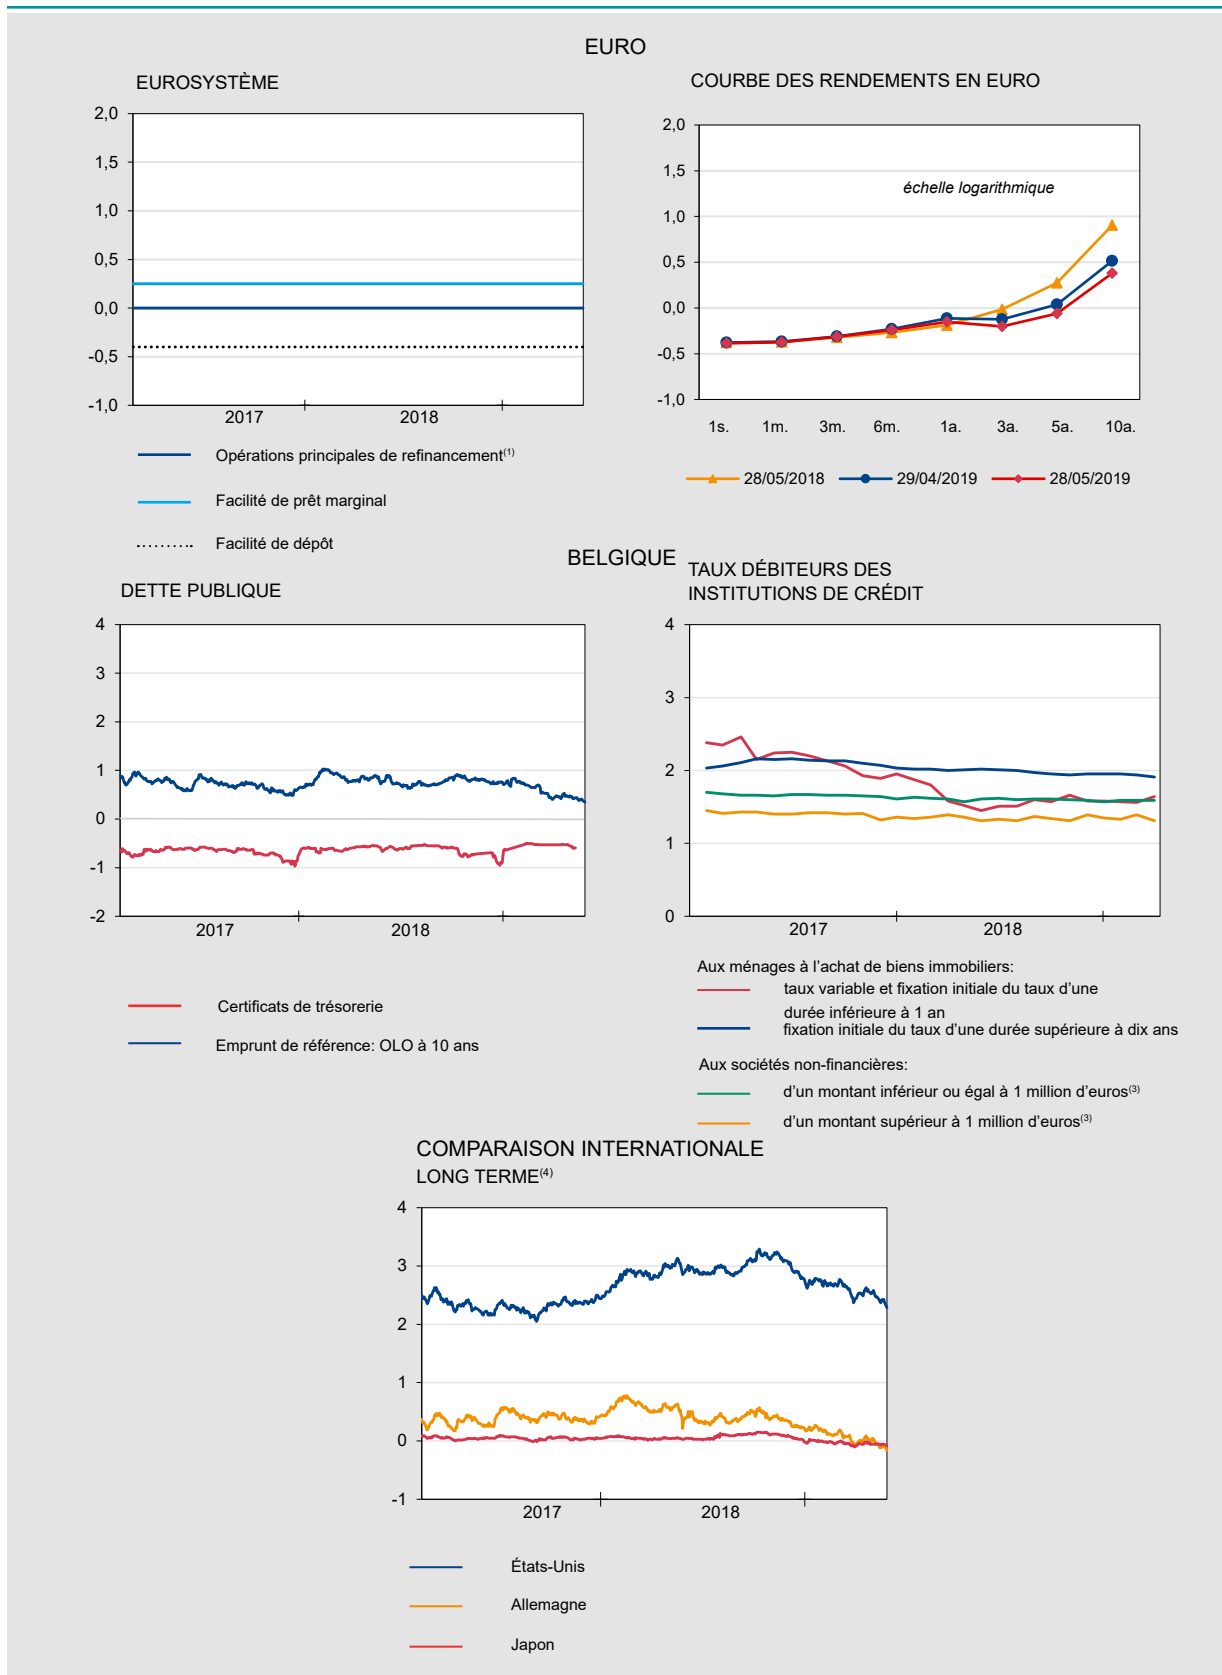 EURO
EUROSYSTÈME
2,0
1,5
1,0
0,5
0,0
-0,5
-1,0
2017
2018
Opérations principales de refinancement(1)
Facilité de prêt marginal
Facilité de dépôt
COURBE DES RENDEMENTS EN EURO
2,0
1,5
1,0
0,5
0,0
-0,5
-1,0
échelle logarithmique
1s. 1m. 3m. 6m. 1a. 3a. 5a. 10a.
28/05/2018 29/04/2019 28/05/2019
BELGIQUE
DETTE PUBLIQUE
4
3
2
1
0
-1
-2
2017
2018
Certificats de trésorerie
Emprunt de référence: OLO à 10 ans
TAUX DÉBITEURS DES
INSTITUTIONS DE CRÉDIT
4
3
2
1
0
2017
2018
Aux ménages à l’achat de biens immobiliers:
taux variable et fixation initiale du taux d’une
durée inférieure à 1 an
fixation initiale du taux d’une durée supérieure à dix ans
Aux sociétés non-financières:
d’un montant inférieur ou égal à 1 million d’euros(3)
d’un montant supérieur à 1 million d’euros(3)
COMPARAISON INTERNATIONALE
LONG TERME(4)
4
3
2
1
0
-1
2017
2018
États-Unis
Allemagne
Japon